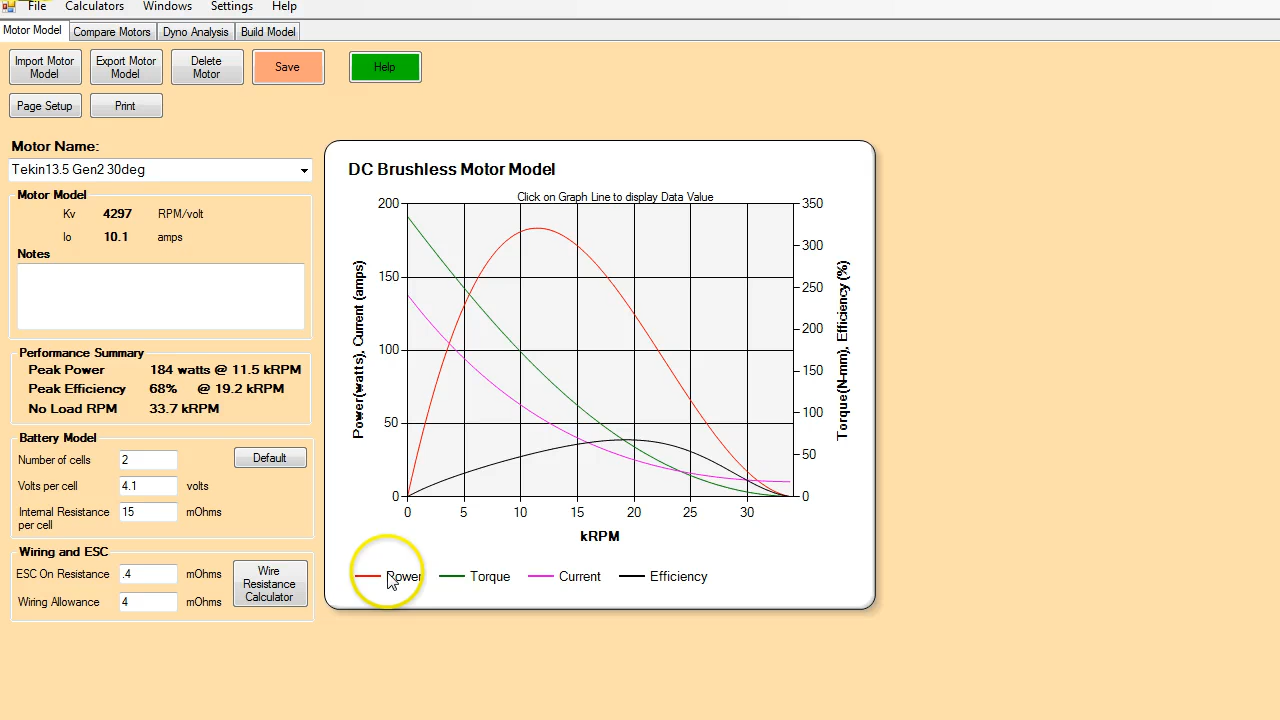 File Calculators Windows Settings Help
Motor Model Compare Motors Dyno Analysis Build Model
Import Motor Model
Export Motor Model
Delete Motor
Save
Help
Page Setup
Print
Motor Name:
Tekin13.5 Gen2 30deg
Motor Model
Kv 4297 RPM/volt
Io 10.1 amps
Notes
Performance Summary
Peak Power 184 watts @ 11.5 kRPM
Peak Efficiency 68% @ 19.2 kRPM
No Load RPM 33.7 kRPM
Battery Model
Number of cells 2 Default
Volts per cell 4.1 volts
Internal Resistance per cell 15 mOhms
Wiring and ESC
ESC On Resistance .4 mOhms
Wiring Allowance 4 mOhms
Wire Resistance Calculator
DC Brushless Motor Model
Click on Graph Line to display Data Value
Power(watts), Current (amps)
200
150
100
50
0
350
300
250
200
150
100
50
0
Torque(N-mm), Efficiency (%)
0 5 10 15 20 25 30
kRPM
Power Torque Current Efficiency